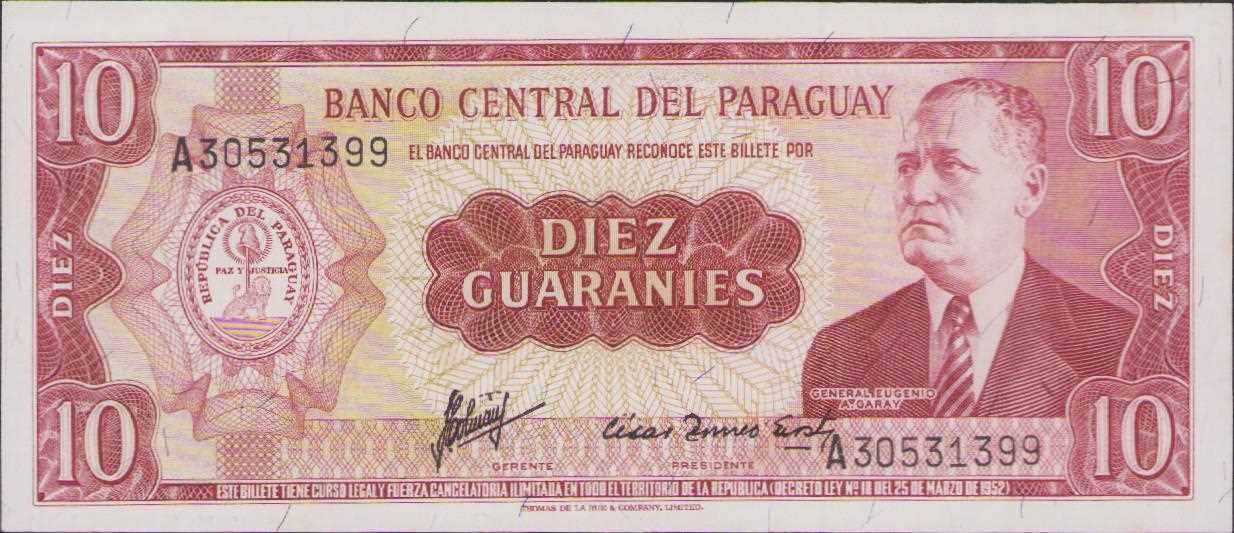 10
10
BANCO CENTRAL DEL PARAGUAY
A30531399
EL BANCO CENTRAL DEL PARAGUAY RECONOCE ESTE BILLETE POR
REPÚBLICA DEL PARAGUAY
PAZ Y JUSTICIA
DIEZ
GUARANIES
DIEZ
DIEZ
GENERAL EUGENIO
A. GARAY
César
A30531399
GERENTE
PRESIDENTE
10
10
ESTE BILLETE TIENE CURSO LEGAL Y FUERZA CANCELATORIA ILIMITADA EN TODO EL TERRITORIO DE LA REPUBLICA (DECRETO LEY Nº 18 DEL 25 DE MARZO DE 1952)
THOMAS DE LA RUE & COMPANY, LIMITED.